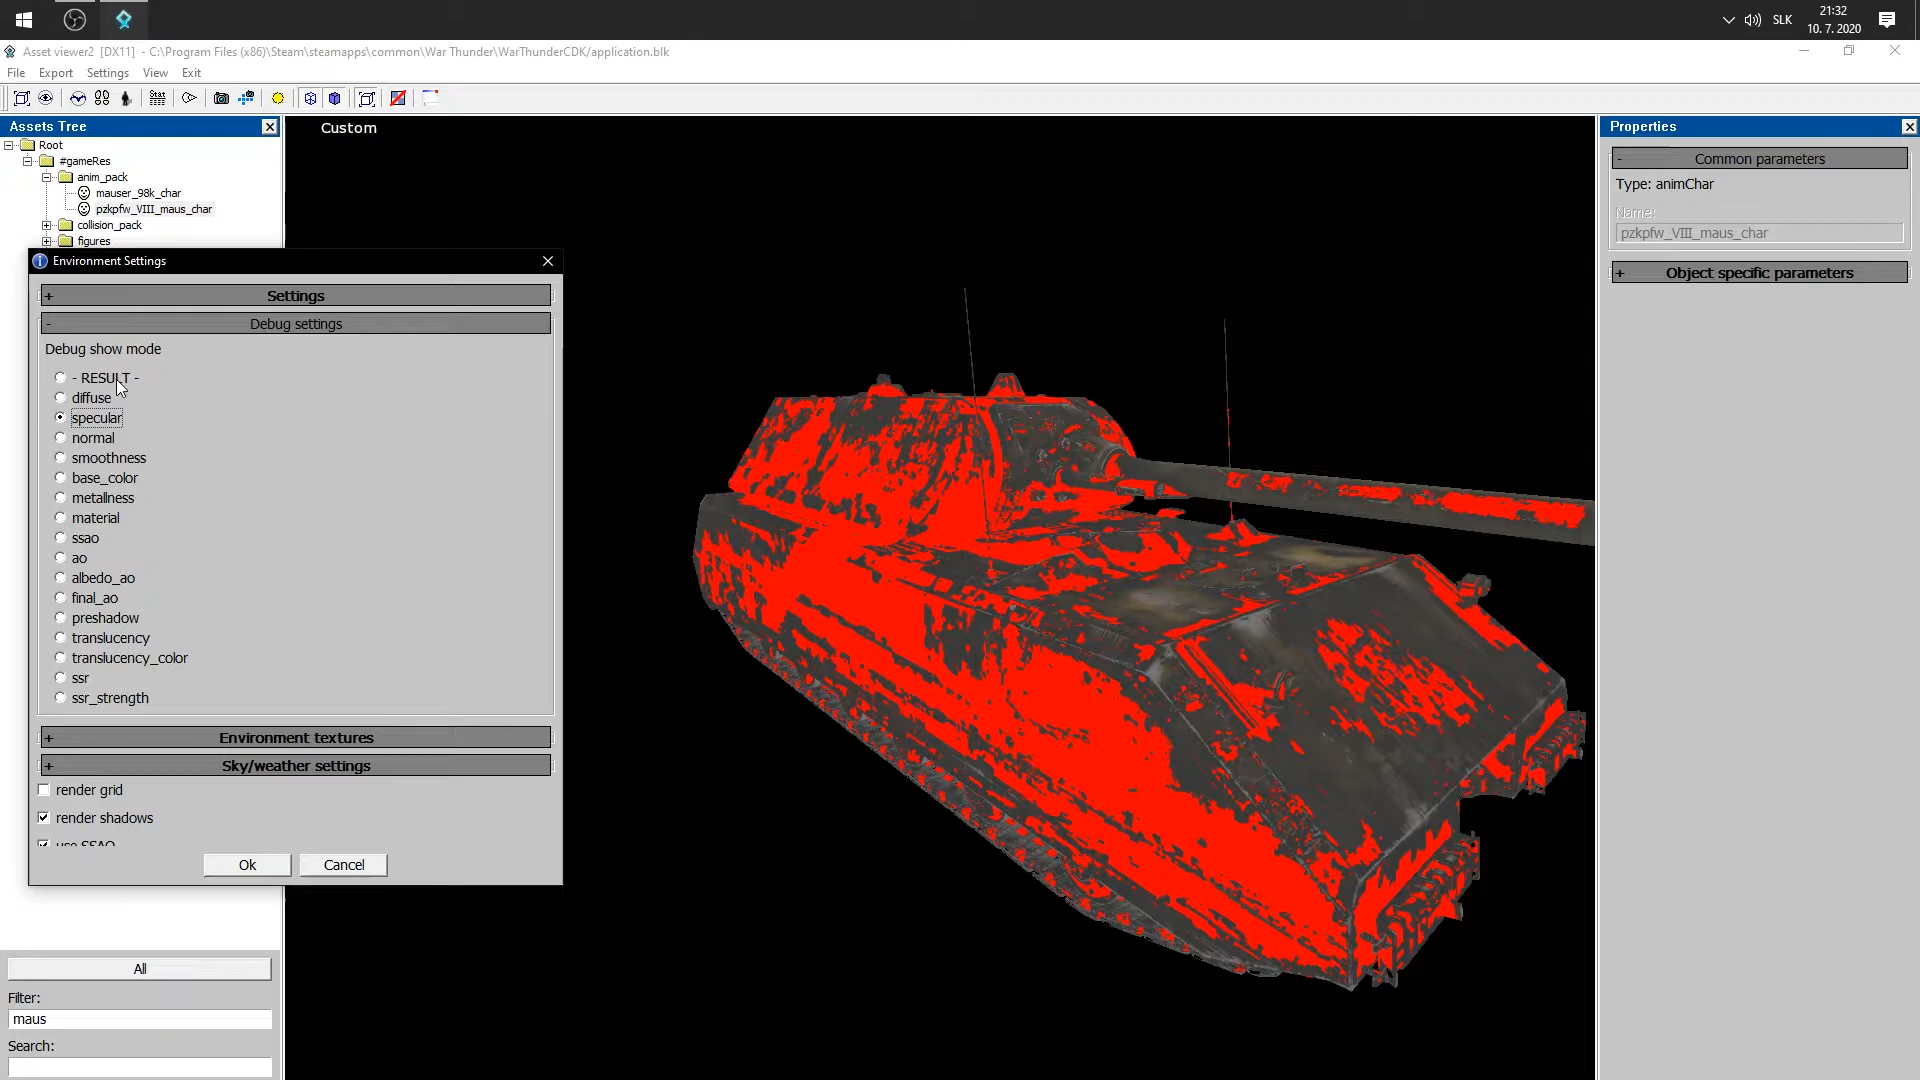 SLK
21:32
10. 7. 2020
Asset viewer2 [DX11] - C:\Program Files (x86)\Steam\steamapps\common\War Thunder\WarThunderCDK/application.blk
File Export Settings View Exit
Stat
Assets Tree
Root
#gameRes
anim_pack
mauser_98k_char
pzkpfw_VIII_maus_char
collision_pack
figures
Environment Settings
Settings
Debug settings
Debug show mode
- RESULT -
diffuse
specular
normal
smoothness
base_color
metallness
material
ssao
ao
albedo_ao
final_ao
preshadow
translucency
translucency_color
ssr
ssr_strength
Environment textures
Sky/weather settings
render grid
render shadows
use SSAO
Ok Cancel
All
Filter:
maus
Search:
Custom
Properties
Common parameters
Type: animChar
Name:
pzkpfw_VIII_maus_char
Object specific parameters